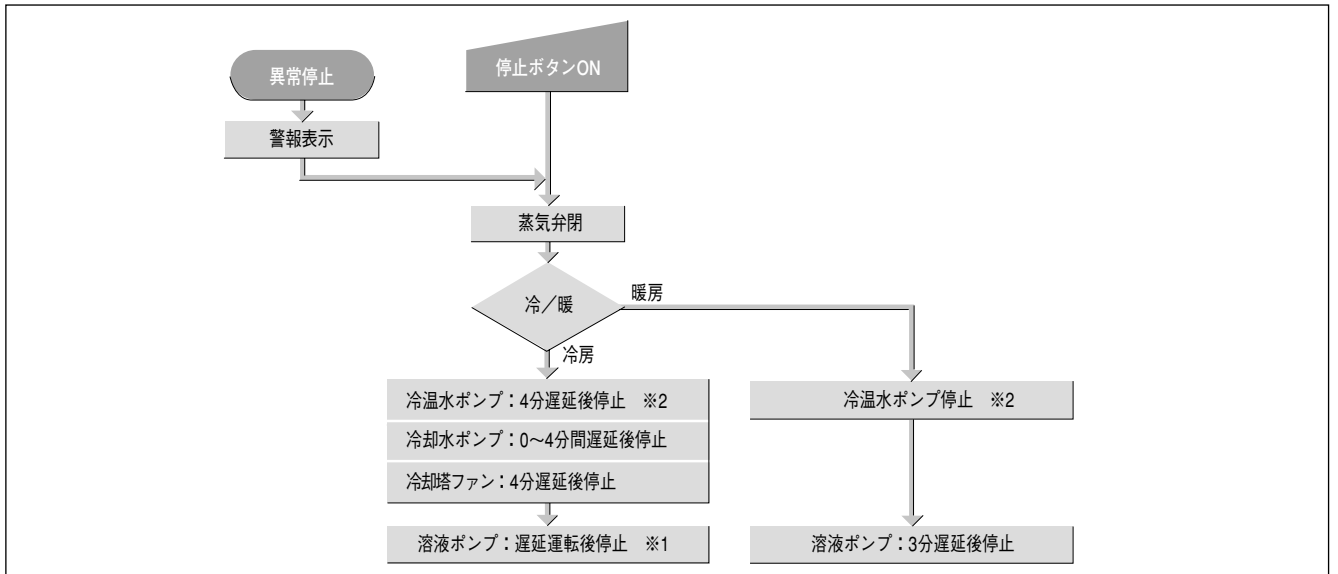 異常停止
停止ボタンON
警報表示
蒸気弁閉
冷／暖
暖房
冷房
冷温水ポンプ：4分遅延後停止　※2
冷却水ポンプ：0〜4分間遅延後停止
冷却塔ファン：4分遅延後停止
溶液ポンプ：遅延運転後停止　※1
冷温水ポンプ停止　※2
溶液ポンプ：3分遅延後停止